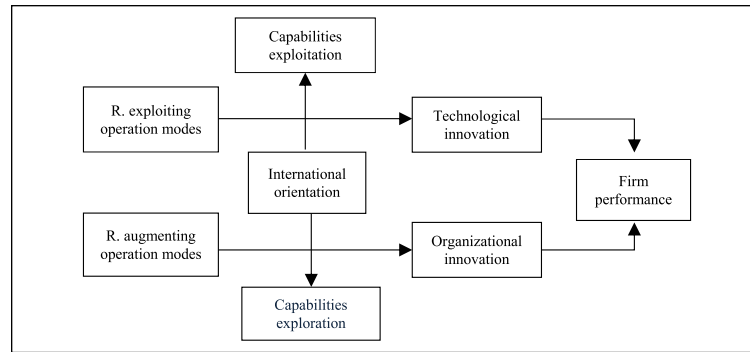 Capabilities
exploitation
R. exploiting
operation modes
Technological
innovation
International
orientation
Firm
performance
R. augmenting
operation modes
Organizational
innovation
Capabilities
exploration